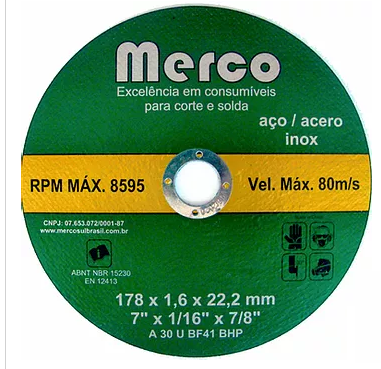 merco
Excelência em consumíveis
para corte e solda
aço / acero
inox
RPM MÁX. 8595
Vel. Máx. 80m/s
CNPJ: 07.653.072/0001-87
www.mercosulbrasil.com.br
ABNT NBR 15230
EN 12413
178 x 1,6 x 22,2 mm
7" x 1/16" x 7/8"
A 30 U BF41 BHP